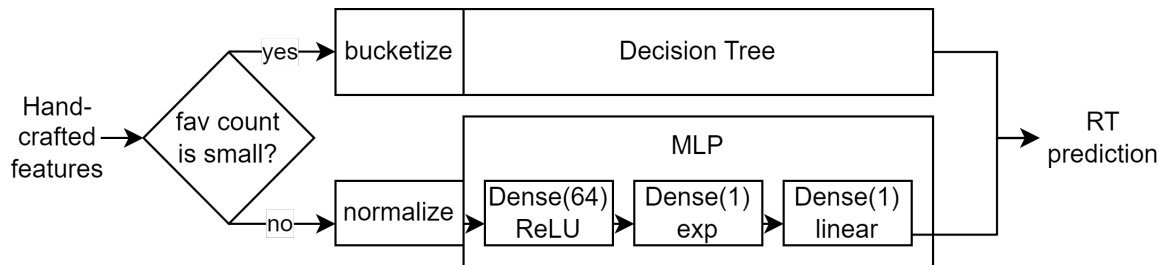 Hand-
crafted
features
fav count
is small?
yes
bucketize
Decision Tree
no
normalize
MLP
Dense(64)
ReLU
Dense(1)
exp
Dense(1)
linear
RT
prediction